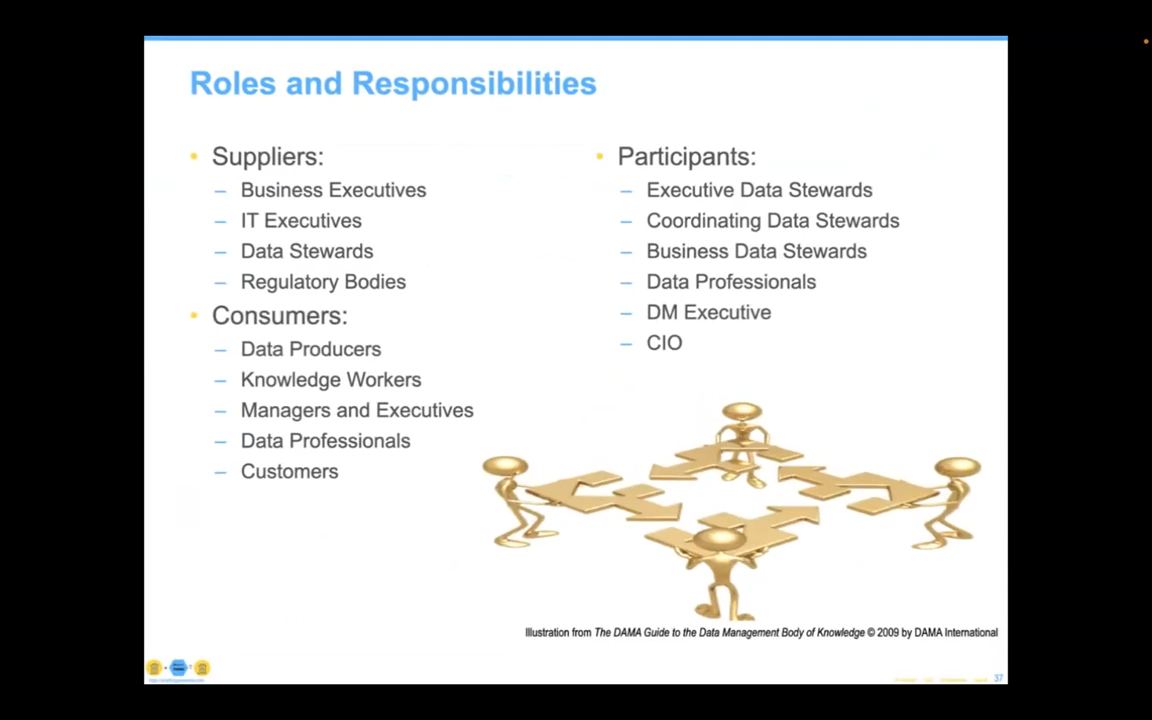 Roles and Responsibilities
• Suppliers:
– Business Executives
– IT Executives
– Data Stewards
– Regulatory Bodies
• Consumers:
– Data Producers
– Knowledge Workers
– Managers and Executives
– Data Professionals
– Customers
• Participants:
– Executive Data Stewards
– Coordinating Data Stewards
– Business Data Stewards
– Data Professionals
– DM Executive
– CIO
Illustration from The DAMA Guide to the Data Management Body of Knowledge © 2009 by DAMA International
37